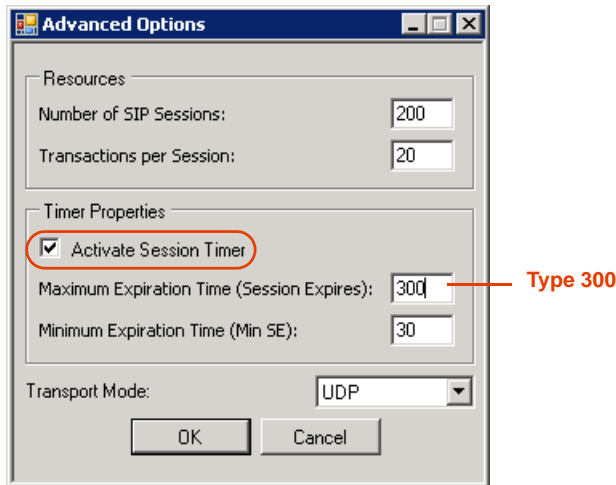 Advanced Options
Resources
Number of SIP Sessions: 200
Transactions per Session: 20
Timer Properties
Activate Session Timer
Maximum Expiration Time (Session Expires): 300 Type 300
Minimum Expiration Time (Min SE): 30
Transport Mode: UDP
OK Cancel